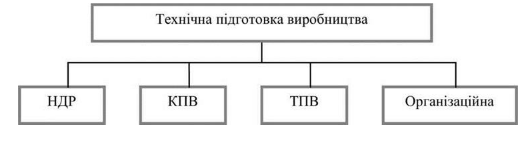 Технічна підготовка виробництва
НДР
КПВ
ТПВ
Організаційна